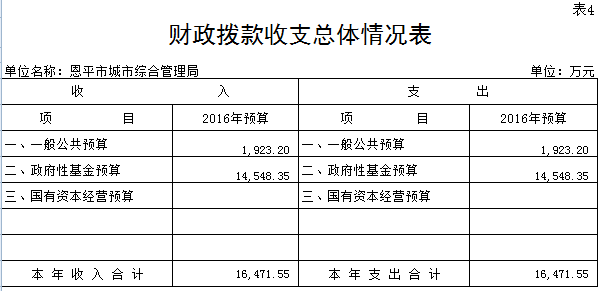 表4
财政拨款收支总体情况表
单位名称：恩平市城市综合管理局 单位：万元
收 入 支 出
项 目 2016年预算 项 目 2016年预算
一、一般公共预算 1,923.20 一、一般公共预算 1,923.20
二、政府性基金预算 14,548.35 二、政府性基金预算 14,548.35
三、国有资本经营预算 三、国有资本经营预算
本 年 收 入 合 计 16,471.55 本 年 支 出 合 计 16,471.55